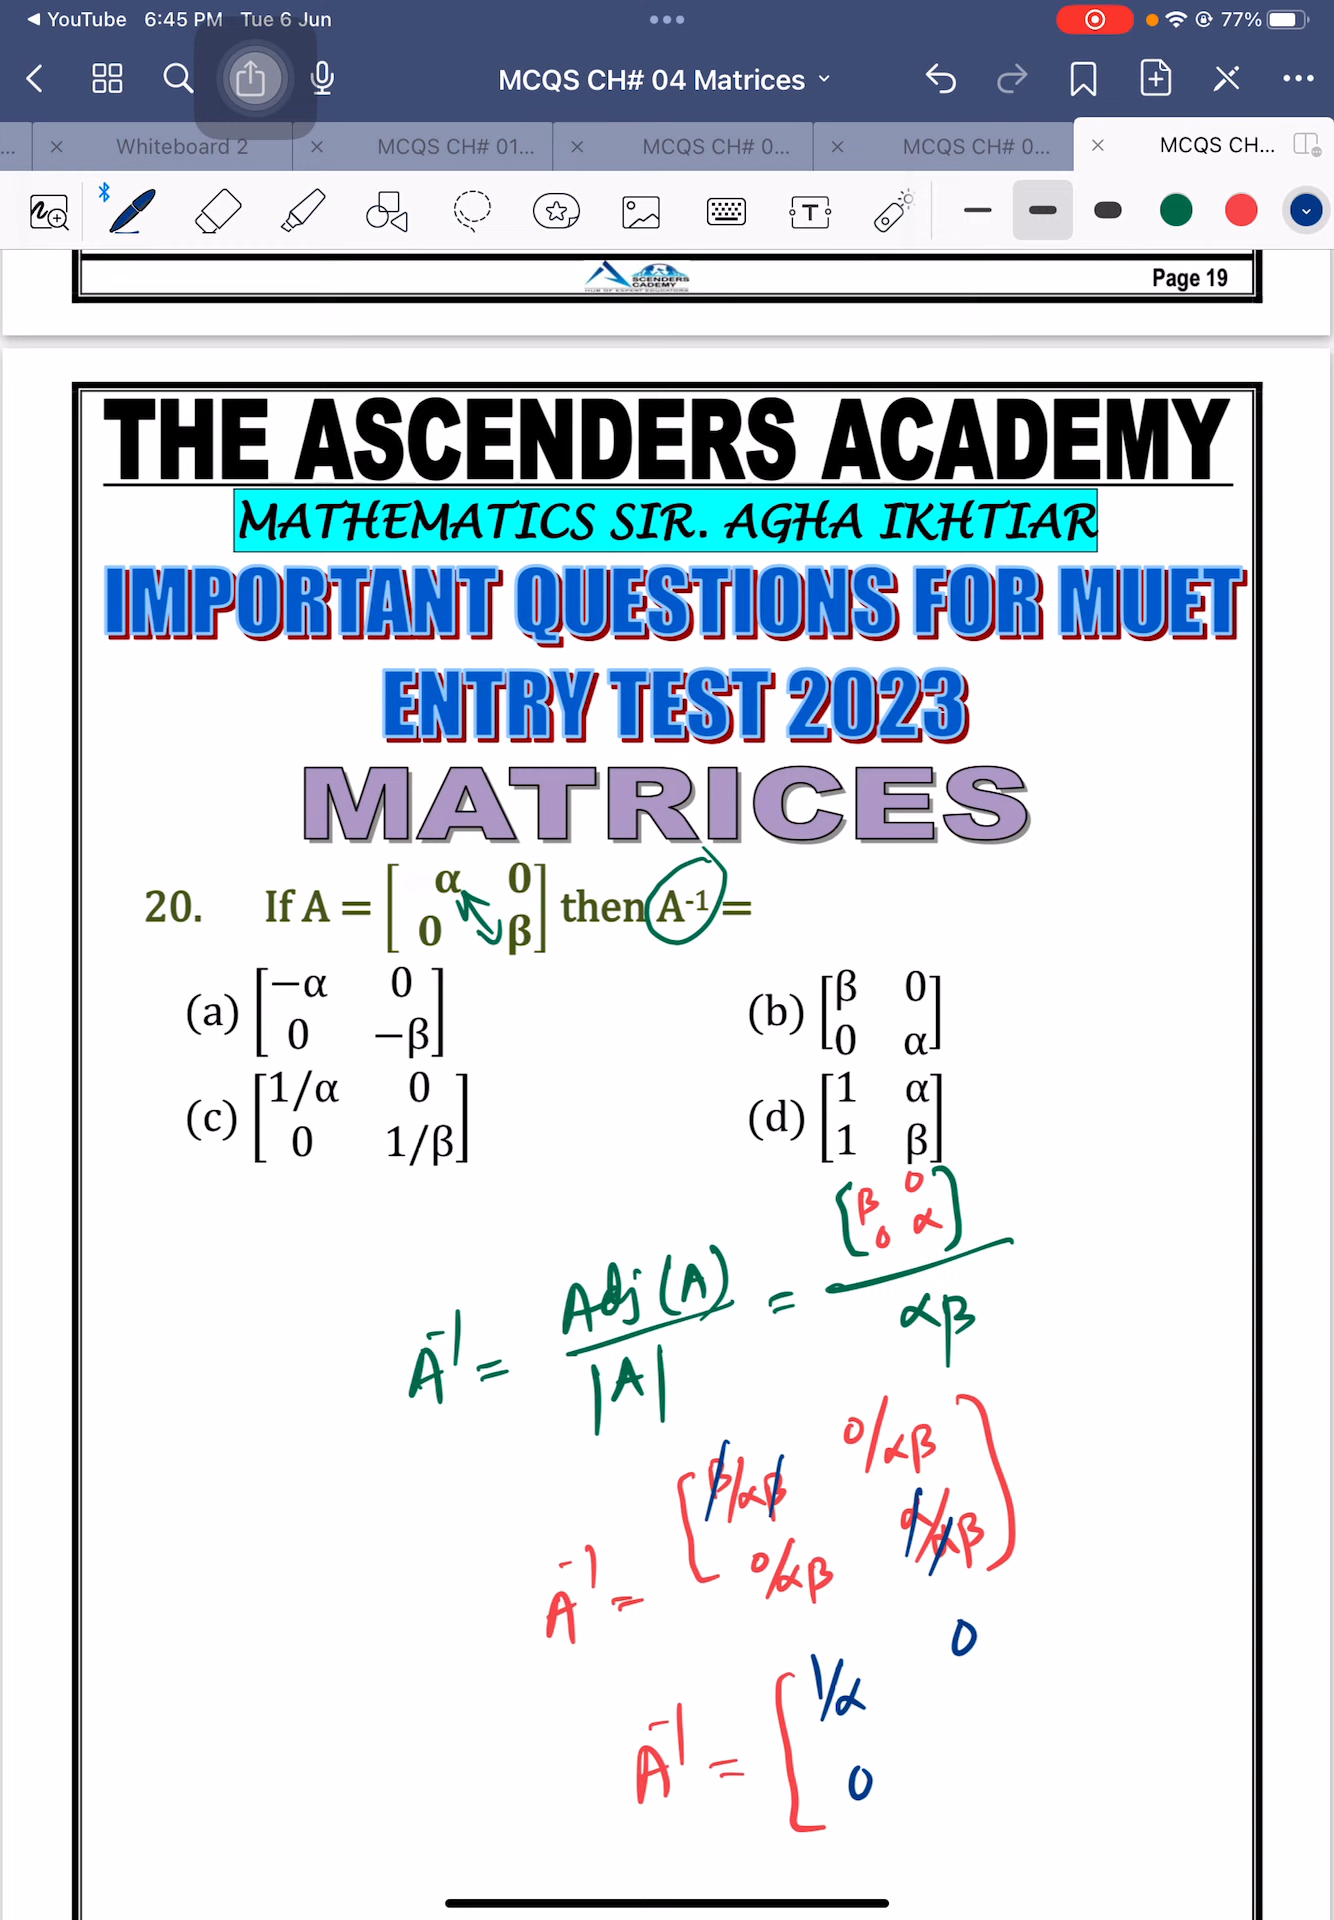 YouTube 6:45 PM Tue 6 Jun 77%
MCQS CH# 04 Matrices
Whiteboard 2 MCQS CH# 01... MCQS CH# 0... MCQS CH# 0... MCQS CH...
SCENDERS
CADEMY
Page 19
THE ASCENDERS ACADEMY
MATHEMATICS SIR. AGHA IKHTIAR
IMPORTANT QUESTIONS FOR MUET
ENTRY TEST 2023
MATRICES
20. If A = [α 0
0 β] then A⁻¹ =
(a) [−α 0
0 −β]
(b) [β 0
0 α]
(c) [1/α 0
0 1/β]
(d) [1 α
1 β]
A⁻¹ = Adj(A) / |A| = [β 0
0 α] / αβ
A⁻¹ = [β/αβ 0/αβ
0/αβ α/αβ]
A⁻¹ = [1/α 0
0